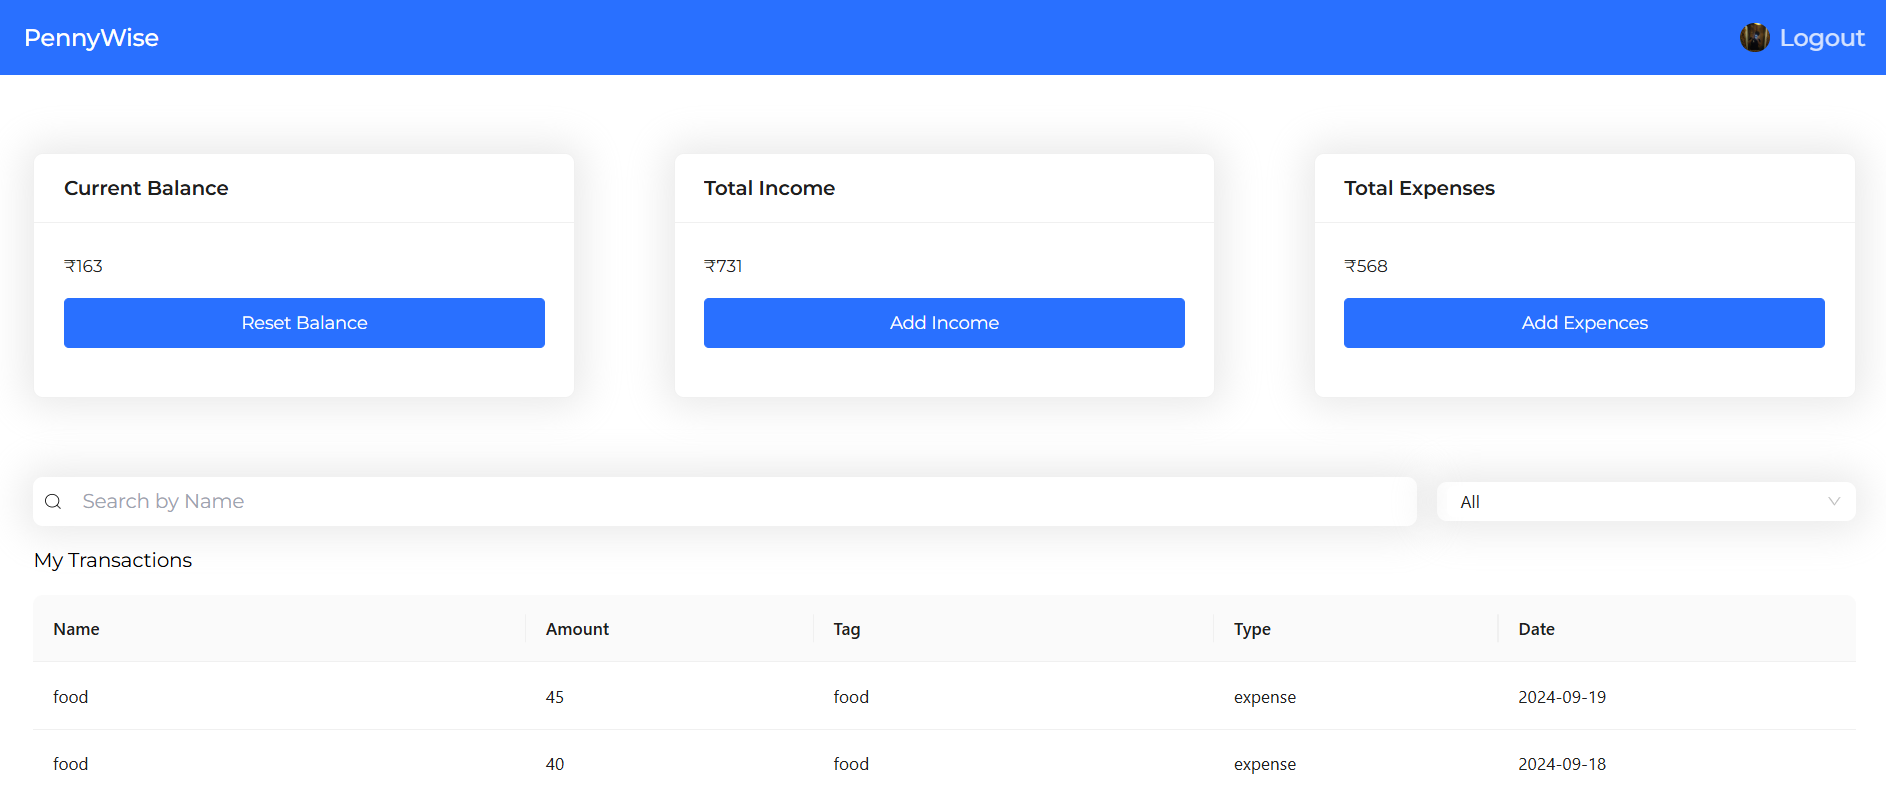 PennyWise Logout
Current Balance Total Income Total Expenses
₹163 ₹731 ₹568
Reset Balance Add Income Add Expences
Search by Name All
My Transactions
Name Amount Tag Type Date
food 45 food expense 2024-09-19
food 40 food expense 2024-09-18